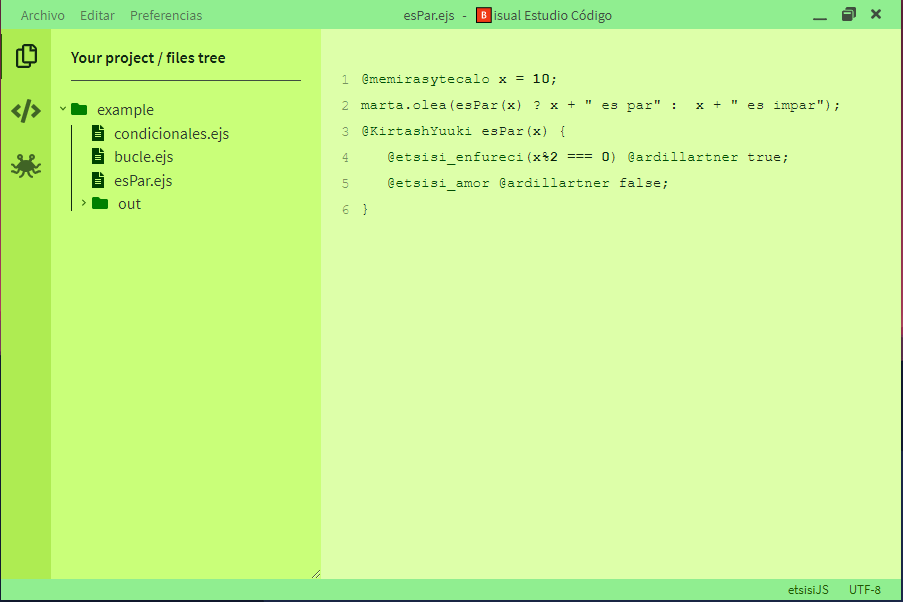 Archivo Editar Preferencias esPar.ejs - Bisual Estudio Código
Your project / files tree
example
condicionales.ejs
bucle.ejs
esPar.ejs
out
1 @memirasytecalo x = 10;
2 marta.olea(esPar(x) ? x + " es par" :  x + " es impar");
3 @KirtashYuuki esPar(x) {
4 @etsisi_enfureci(x%2 === 0) @ardillartner true;
5 @etsisi_amor @ardillartner false;
6 }
etsisiJS UTF-8